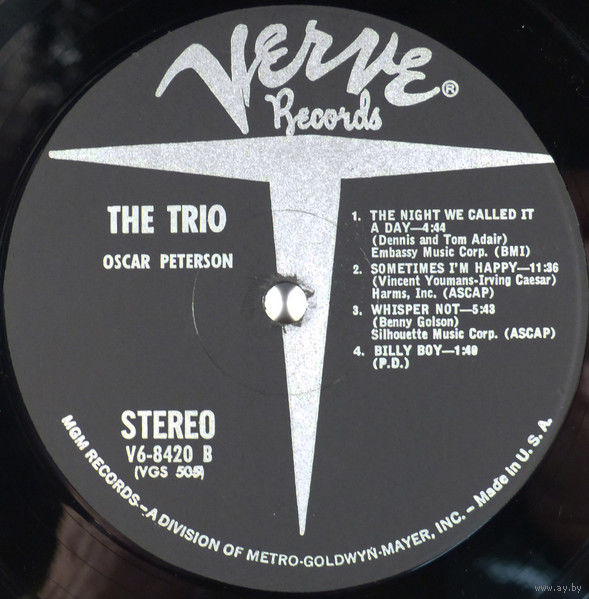 VERVE®
Records
THE TRIO
OSCAR PETERSON
1. THE NIGHT WE CALLED IT
A DAY—4:44
(Dennis and Tom Adair)
Embassy Music Corp. (BMI)
2. SOMETIMES I'M HAPPY—11:36
(Vincent Youmans-Irving Caesar)
Harms, Inc. (ASCAP)
3. WHISPER NOT—5:43
(Benny Golson)
Silhouette Music Corp. (ASCAP)
4. BILLY BOY—1:40
(P.D.)
STEREO
V6-8420 B
(VGS 505)
MGM RECORDS—A DIVISION OF METRO-GOLDWYN-MAYER, INC. – Made in U. S. A.
www.ay.by